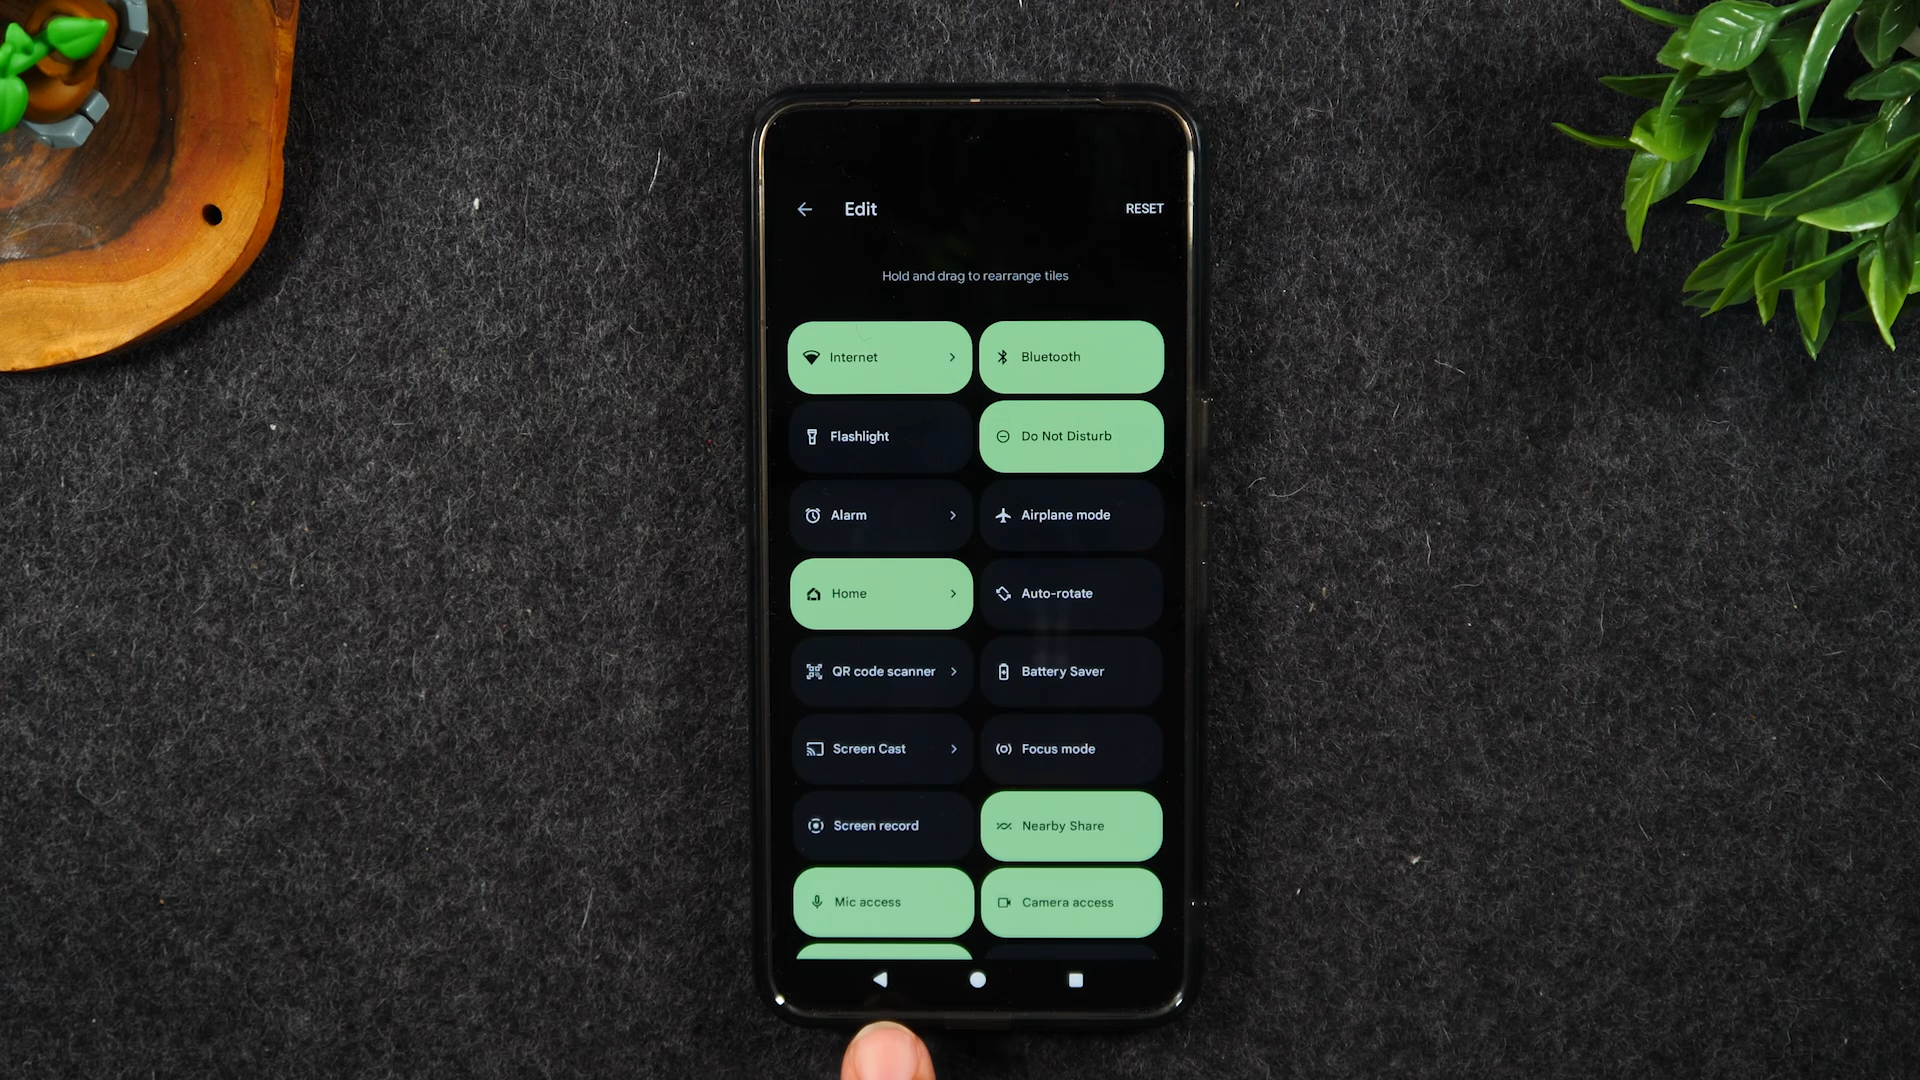 Edit
RESET
Hold and drag to rearrange tiles
Internet
Bluetooth
Flashlight
Do Not Disturb
Alarm
Airplane mode
Home
Auto-rotate
QR code scanner
Battery Saver
Screen Cast
Focus mode
Screen record
Nearby Share
Mic access
Camera access